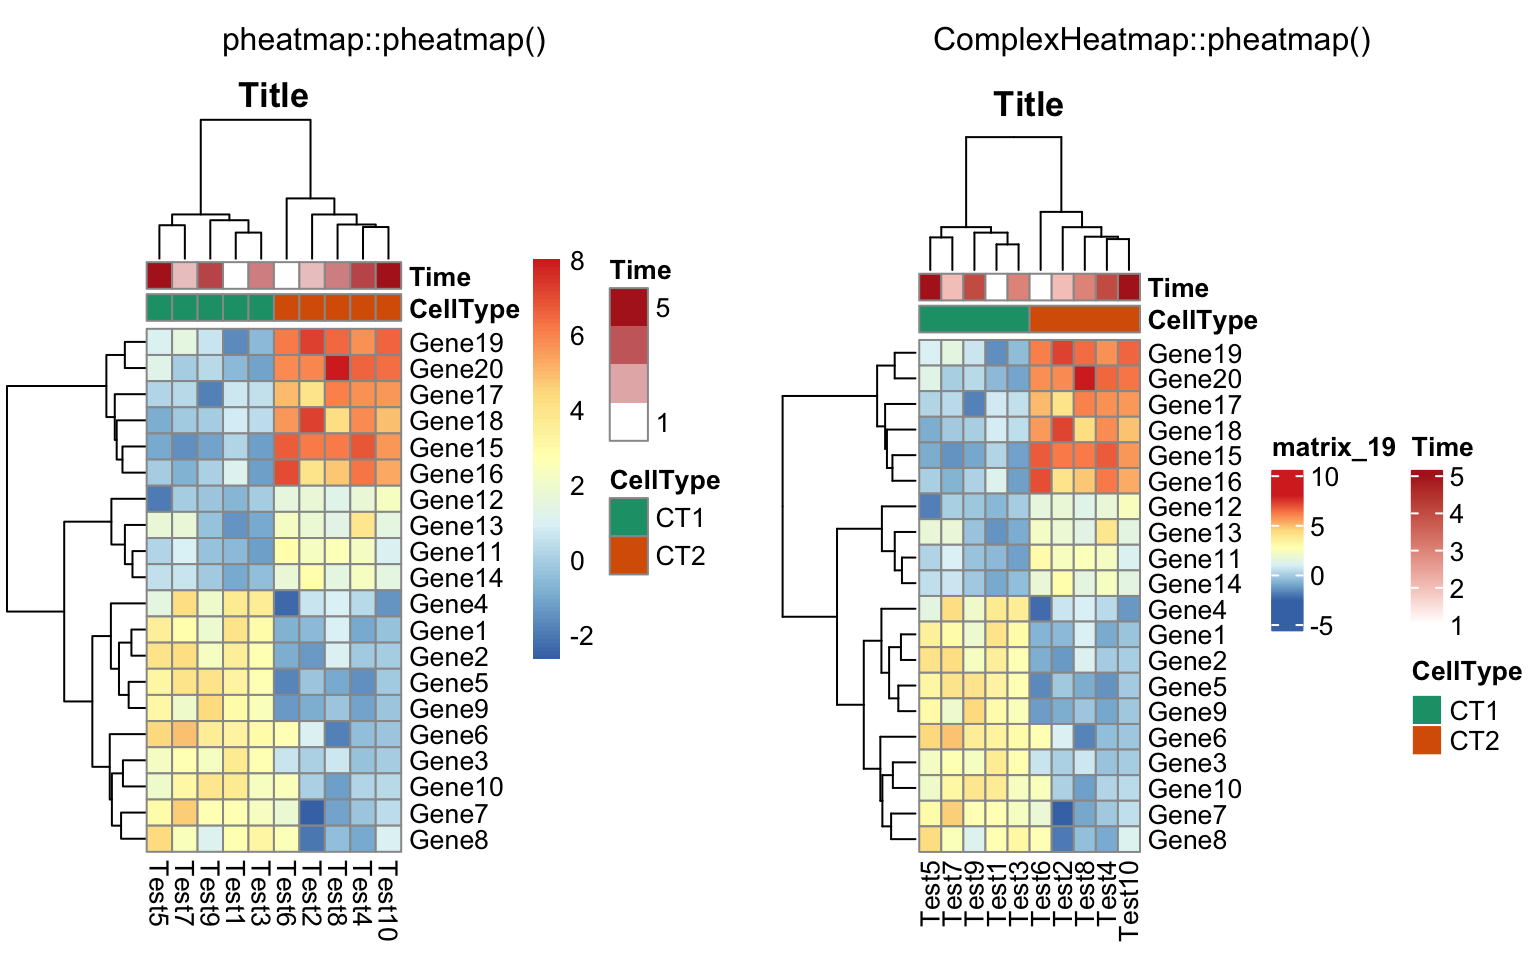 pheatmap::pheatmap()
Title
Time
CellType
Gene19
Gene20
Gene17
Gene18
Gene15
Gene16
Gene12
Gene13
Gene11
Gene14
Gene4
Gene1
Gene2
Gene5
Gene9
Gene6
Gene3
Gene10
Gene7
Gene8
Test5
Test7
Test9
Test1
Test3
Test6
Test2
Test8
Test4
Test10
8
6
4
2
0
-2
Time
5
1
CellType
CT1
CT2
ComplexHeatmap::pheatmap()
Title
Time
CellType
Gene19
Gene20
Gene17
Gene18
Gene15
Gene16
Gene12
Gene13
Gene11
Gene14
Gene4
Gene1
Gene2
Gene5
Gene9
Gene6
Gene3
Gene10
Gene7
Gene8
Test5
Test7
Test9
Test1
Test3
Test6
Test2
Test8
Test4
Test10
matrix_19
10
5
0
-5
Time
5
4
3
2
1
CellType
CT1
CT2